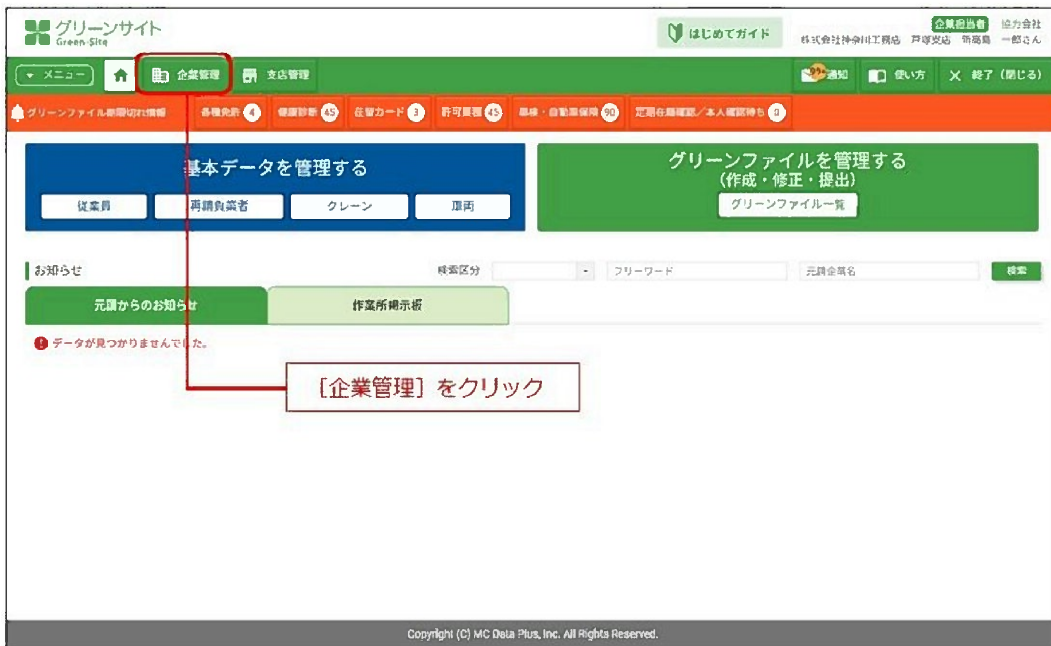 グリーンサイト
Green-Site
はじめてガイド
企業担当者 協力会社
株式会社神奈川工務店 戸塚支店 新高島 一郎さん
メニュー
企業管理
支店管理
99+ 通知
使い方
× 終了（閉じる）
グリーンファイル期限切れ情報
各種免許 4
健康診断 45
在留カード 3
許可業種 45
車検・自動車保険 90
定期在籍確認／本人確認待ち 0
基本データを管理する
従業員
再請負業者
クレーン
車両
グリーンファイルを管理する
（作成・修正・提出）
グリーンファイル一覧
お知らせ
検索区分
フリーワード
元請企業名
検索
元請からのお知らせ
作業所掲示板
データが見つかりませんでした。
［企業管理］をクリック
Copyright (C) MC Data Plus, Inc. All Rights Reserved.